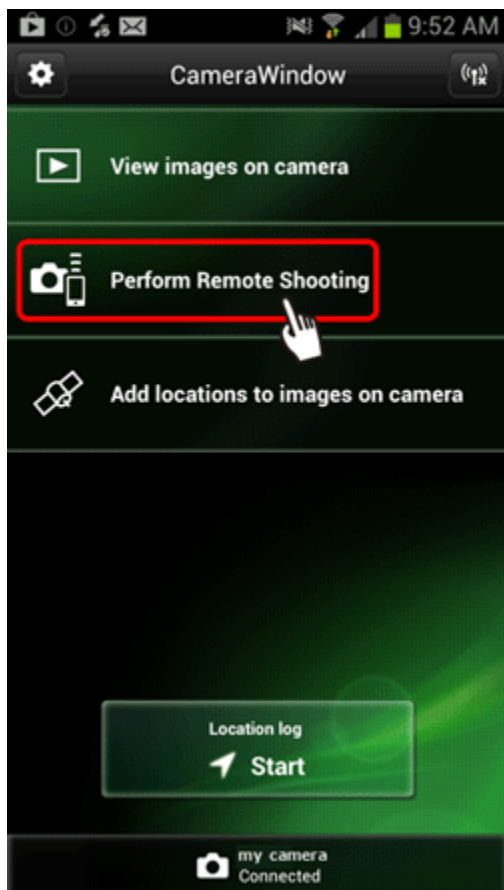 9:52 AM
CameraWindow
View images on camera
Perform Remote Shooting
Add locations to images on camera
Location log
Start
my camera
Connected